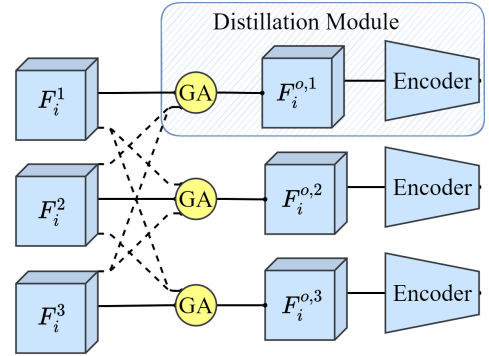 Distillation Module
F_i^1 GA F_i^{o,1} Encoder
F_i^2 GA F_i^{o,2} Encoder
F_i^3 GA F_i^{o,3} Encoder